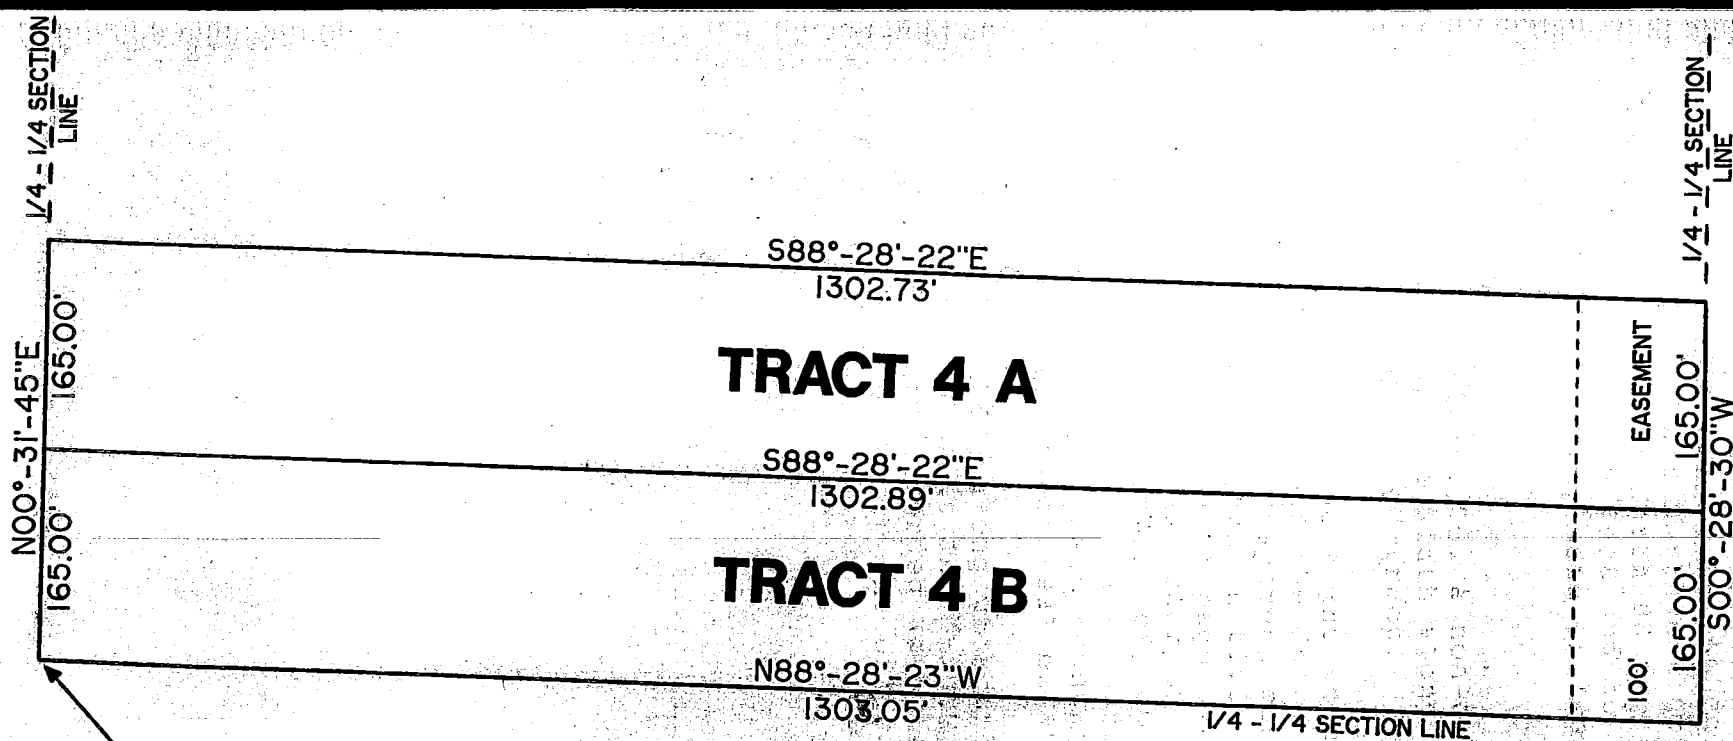 1/4 - 1/4 SECTION
LINE
1/4 - 1/4 SECTION
LINE
S88°-28'-22"E
1302.73'
N00°-31'-45"E
165.00'
TRACT 4 A
EASEMENT
165.00'
S88°-28'-22"E
1302.89'
S00°-28'-30"W
165.00'
TRACT 4 B
100'
165.00'
N88°-28'-23"W
1303.05'
1/4 - 1/4 SECTION LINE